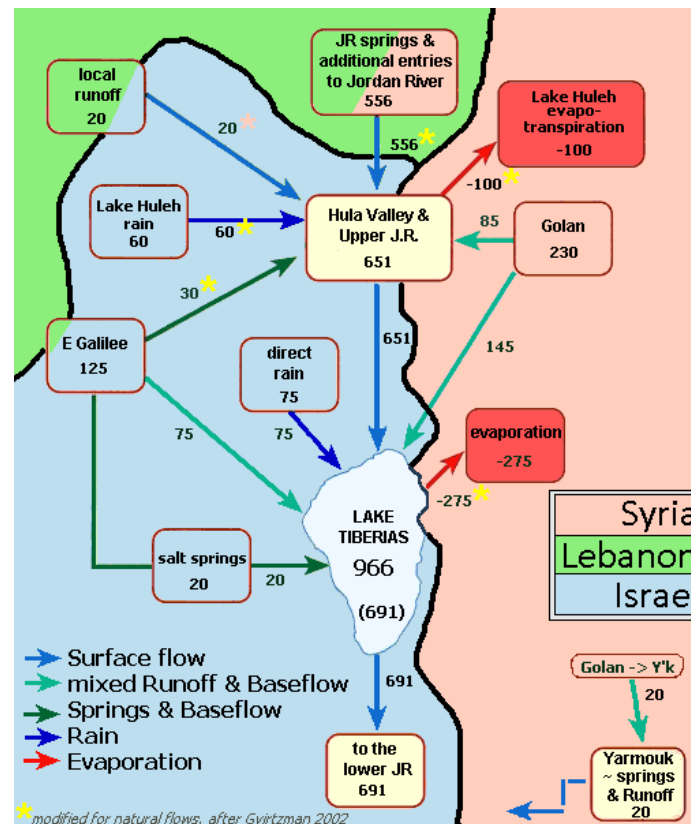 local
runoff
20
JR springs &
additional entries
to Jordan River
556
Lake Huleh
evapo-
transpiration
-100
20*
556*
-100*
Lake Huleh
rain
60
60*
Hula Valley &
Upper J.R.
651
85
Golan
230
30*
E Galilee
125
direct
rain
75
651
145
75
75
evaporation
-275
-275*
LAKE
TIBERIAS
966
(691)
salt springs
20
20
Syria
Lebanon
Israe
Surface flow
mixed Runoff & Baseflow
Springs & Baseflow
Rain
Evaporation
691
to the
lower JR
691
Golan -> Y'k
20
Yarmouk
~ springs
& Runoff
20
*modified for natural flows, after Gvirtzman 2002